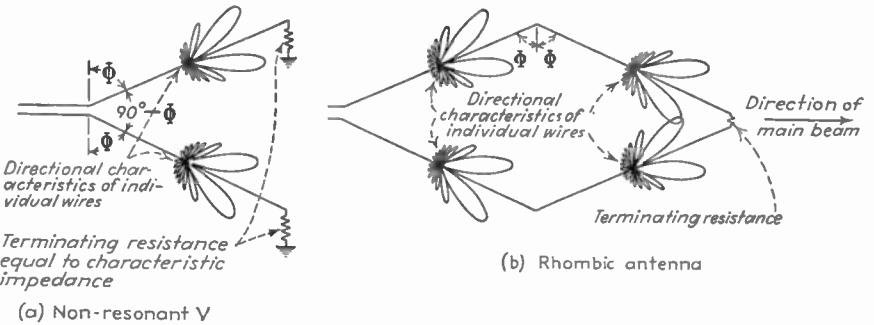 (a)
Φ
90°-Φ
Φ
Directional char-
acteristics of indi-
vidual wires
Terminating resistance
equal to characteristic
impedance
(a) Non-resonant V
(b)
Φ Φ
Directional
characteristics of
individual wires
Direction of
main beam
Terminating resistance
(b) Rhombic antenna